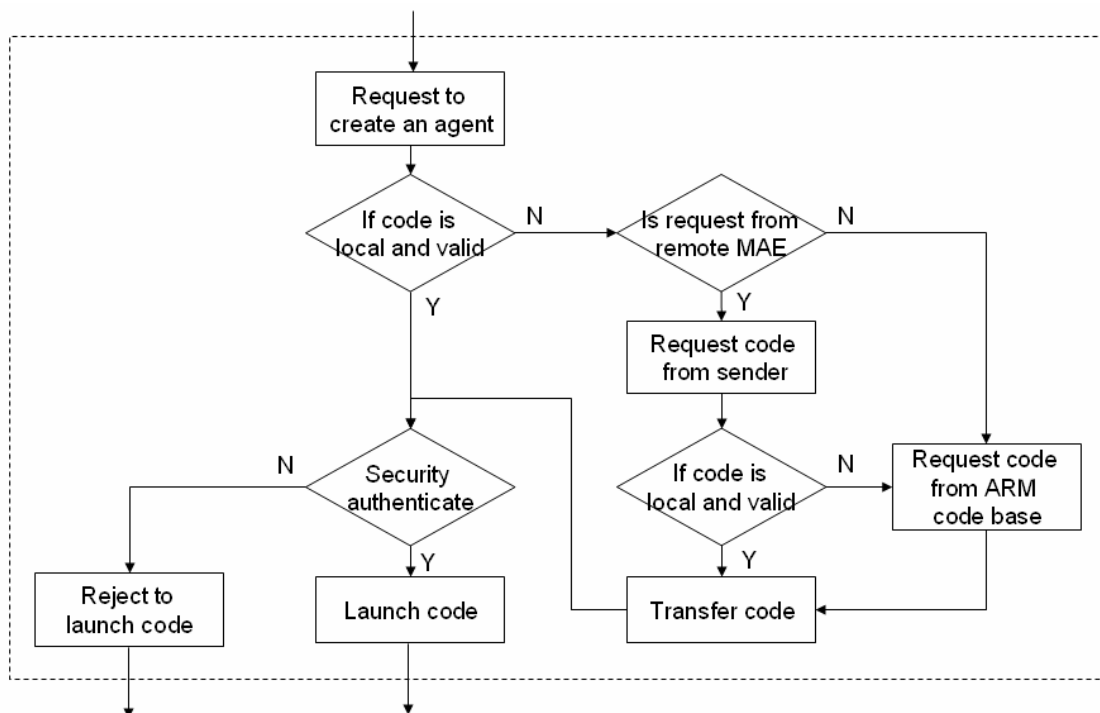 Request to
create an agent
If code is
local and valid
N
Is request from
remote MAE
N
Y
Y
Request code
from sender
N
Security
authenticate
If code is
local and valid
N
Request code
from ARM
code base
Y
Y
Reject to
launch code
Launch code
Transfer code